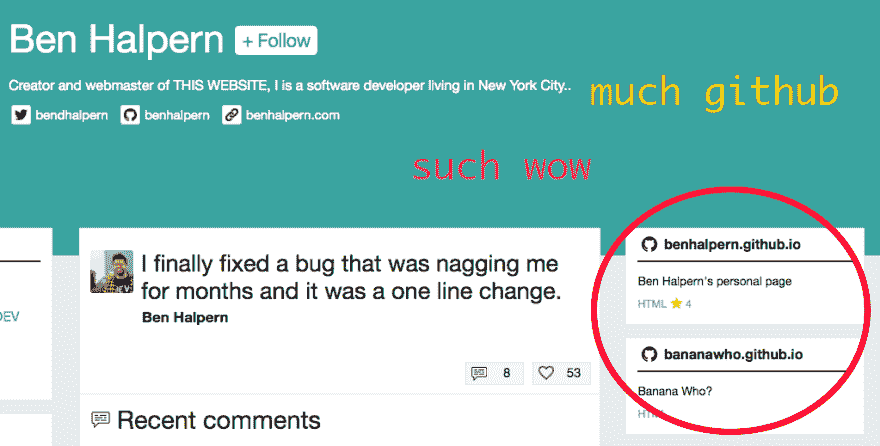 Ben Halpern + Follow
Creator and webmaster of THIS WEBSITE, I is a software developer living in New York City..
bendhalpern benhalpern benhalpern.com
much github
such wow
DEV
I finally fixed a bug that was nagging me
for months and it was a one line change.
Ben Halpern
8 53
Recent comments
benhalpern.github.io
Ben Halpern's personal page
HTML ⭐ 4
bananawho.github.io
Banana Who?
HTML